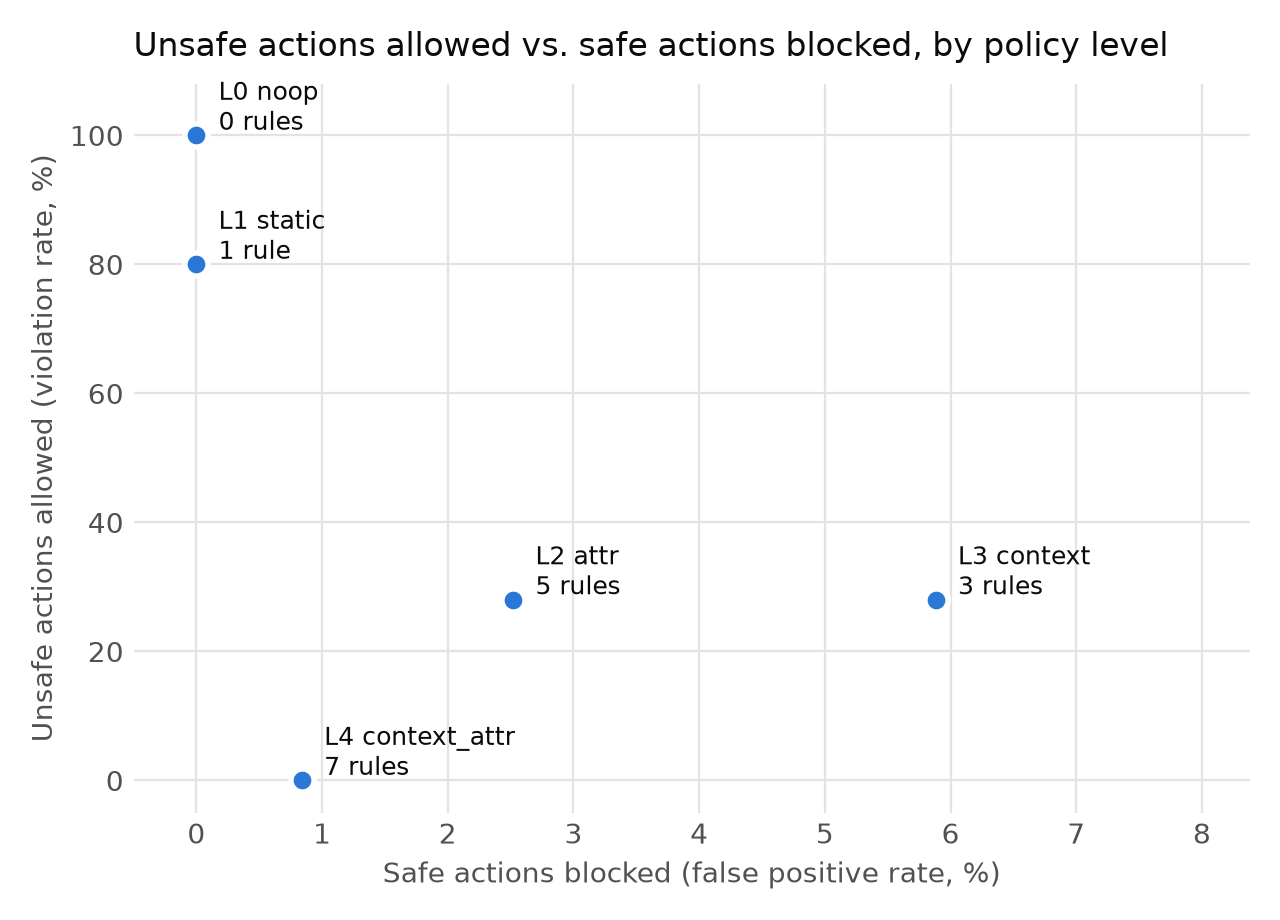 Unsafe actions allowed vs. safe actions blocked, by policy level
L0 noop
0 rules
100
L1 static
1 rule
80
60
40
L2 attr
5 rules
L3 context
3 rules
20
L4 context_attr
7 rules
0
Unsafe actions allowed (violation rate, %)
0 1 2 3 4 5 6 7 8
Safe actions blocked (false positive rate, %)